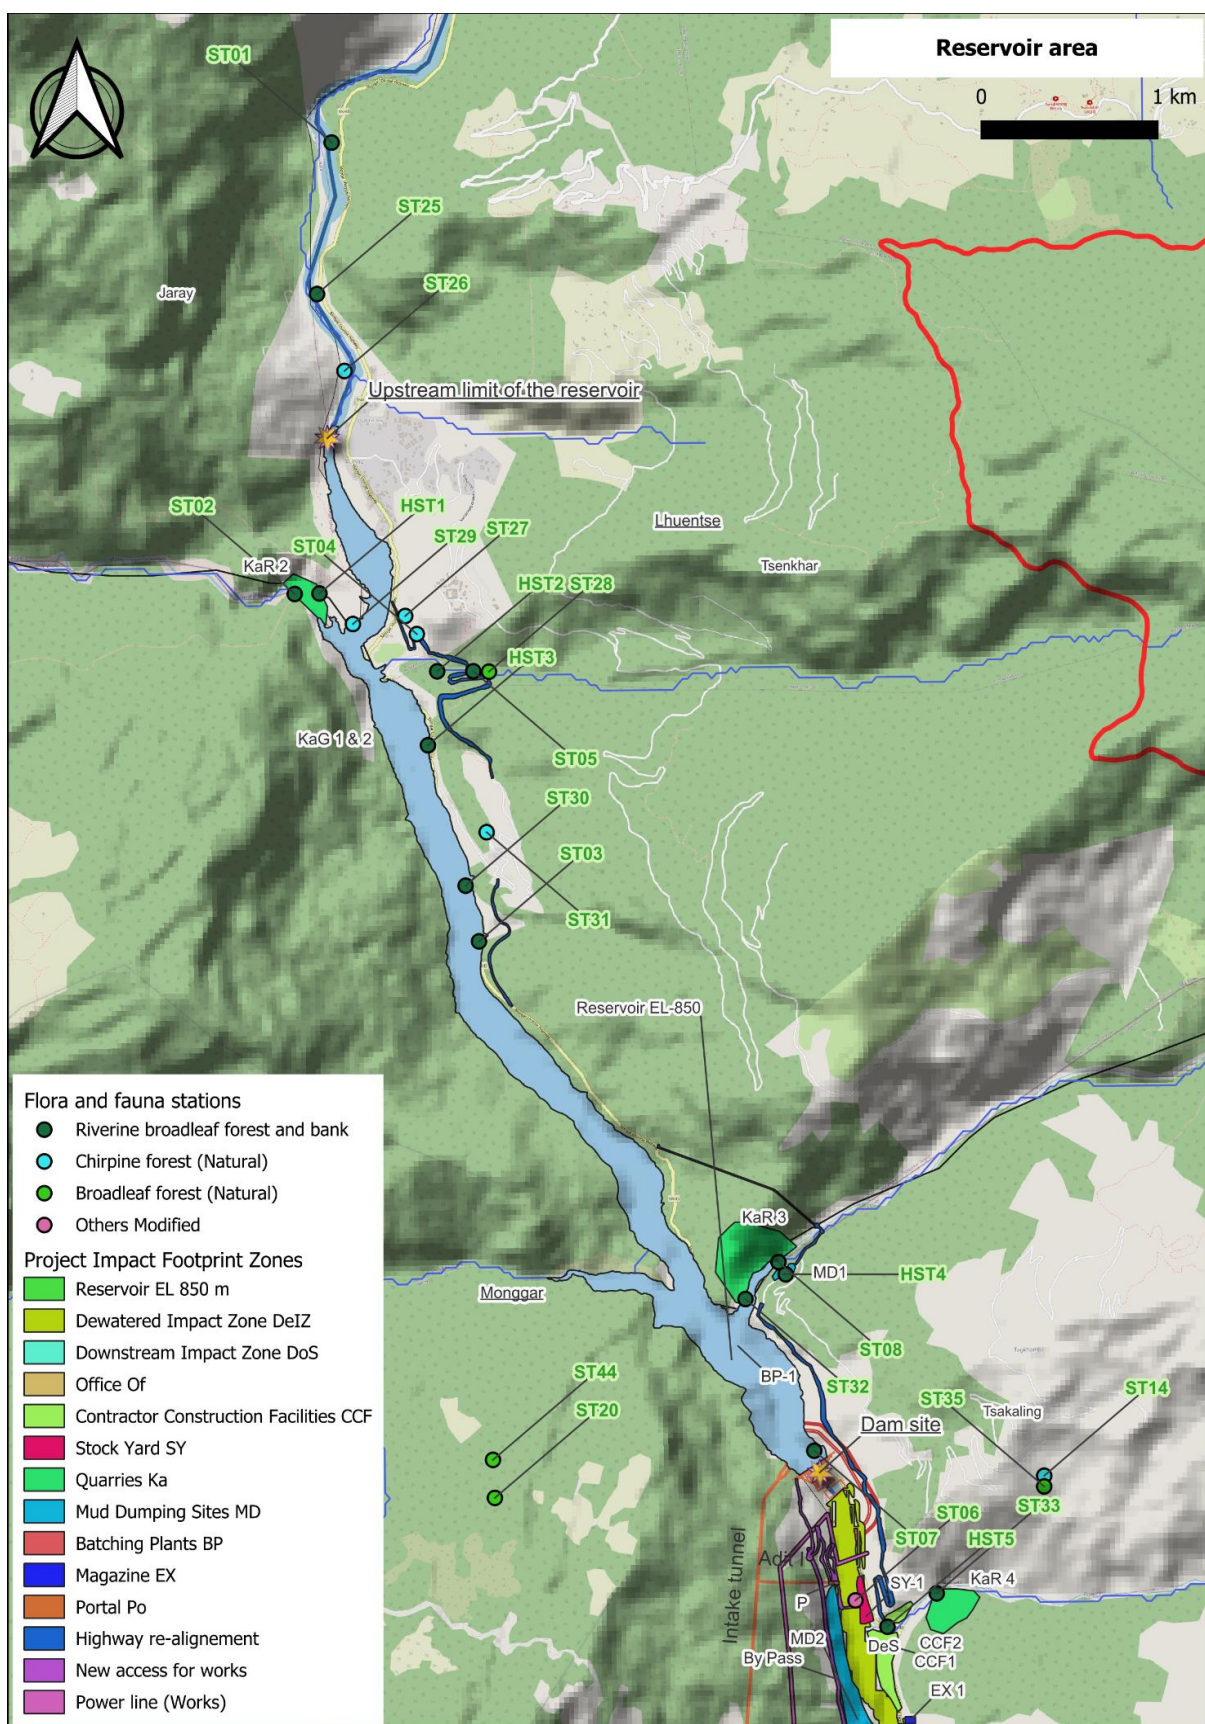 Reservoir area
0 1 km
ST01
ST25
ST26
Jaray
Upstream limit of the reservoir
ST02
HST1
ST27
ST29
ST04
KaR 2
Lhuentse
Tsenkhar
HST2
ST28
HST3
KaG 1 & 2
ST05
ST30
ST03
ST31
Reservoir EL-850
KaR 3
MD1
HST4
Monggar
ST08
BP-1
ST32
ST44
ST20
ST35
ST14
Tsakaling
Dam site
ST33
ST06
ST07
HST5
Adit I
Intake tunnel
SY-1
KaR 4
P
MD2
DeS
CCF2
CCF1
By Pass
EX 1
Flora and fauna stations
Riverine broadleaf forest and bank
Chirpine forest (Natural)
Broadleaf forest (Natural)
Others Modified
Project Impact Footprint Zones
Reservoir EL 850 m
Dewatered Impact Zone DeIZ
Downstream Impact Zone DoS
Office Of
Contractor Construction Facilities CCF
Stock Yard SY
Quarries Ka
Mud Dumping Sites MD
Batching Plants BP
Magazine EX
Portal Po
Highway re-alignement
New access for works
Power line (Works)